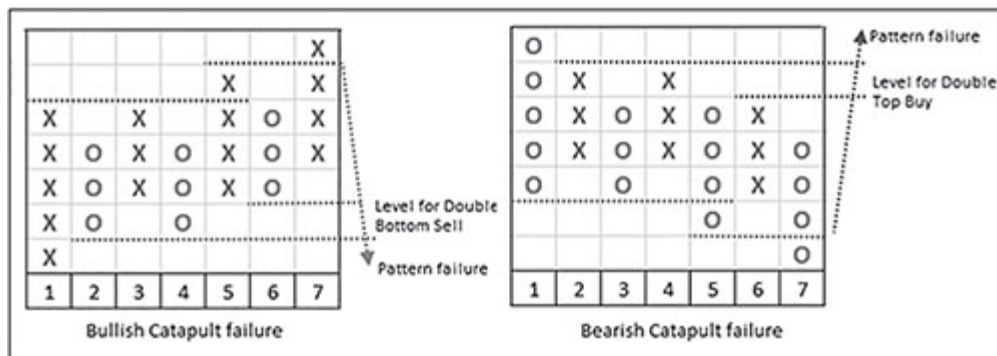 X
X X
X X X O X
X O X O X O X
X O X O X O
X O O
X
1 2 3 4 5 6 7
Level for Double
Bottom Sell
Pattern failure
Bullish Catapult failure
O
O X X
O X O X O X
O X O X O X O
O O O X O
O O
O
1 2 3 4 5 6 7
Pattern failure
Level for Double
Top Buy
Bearish Catapult failure